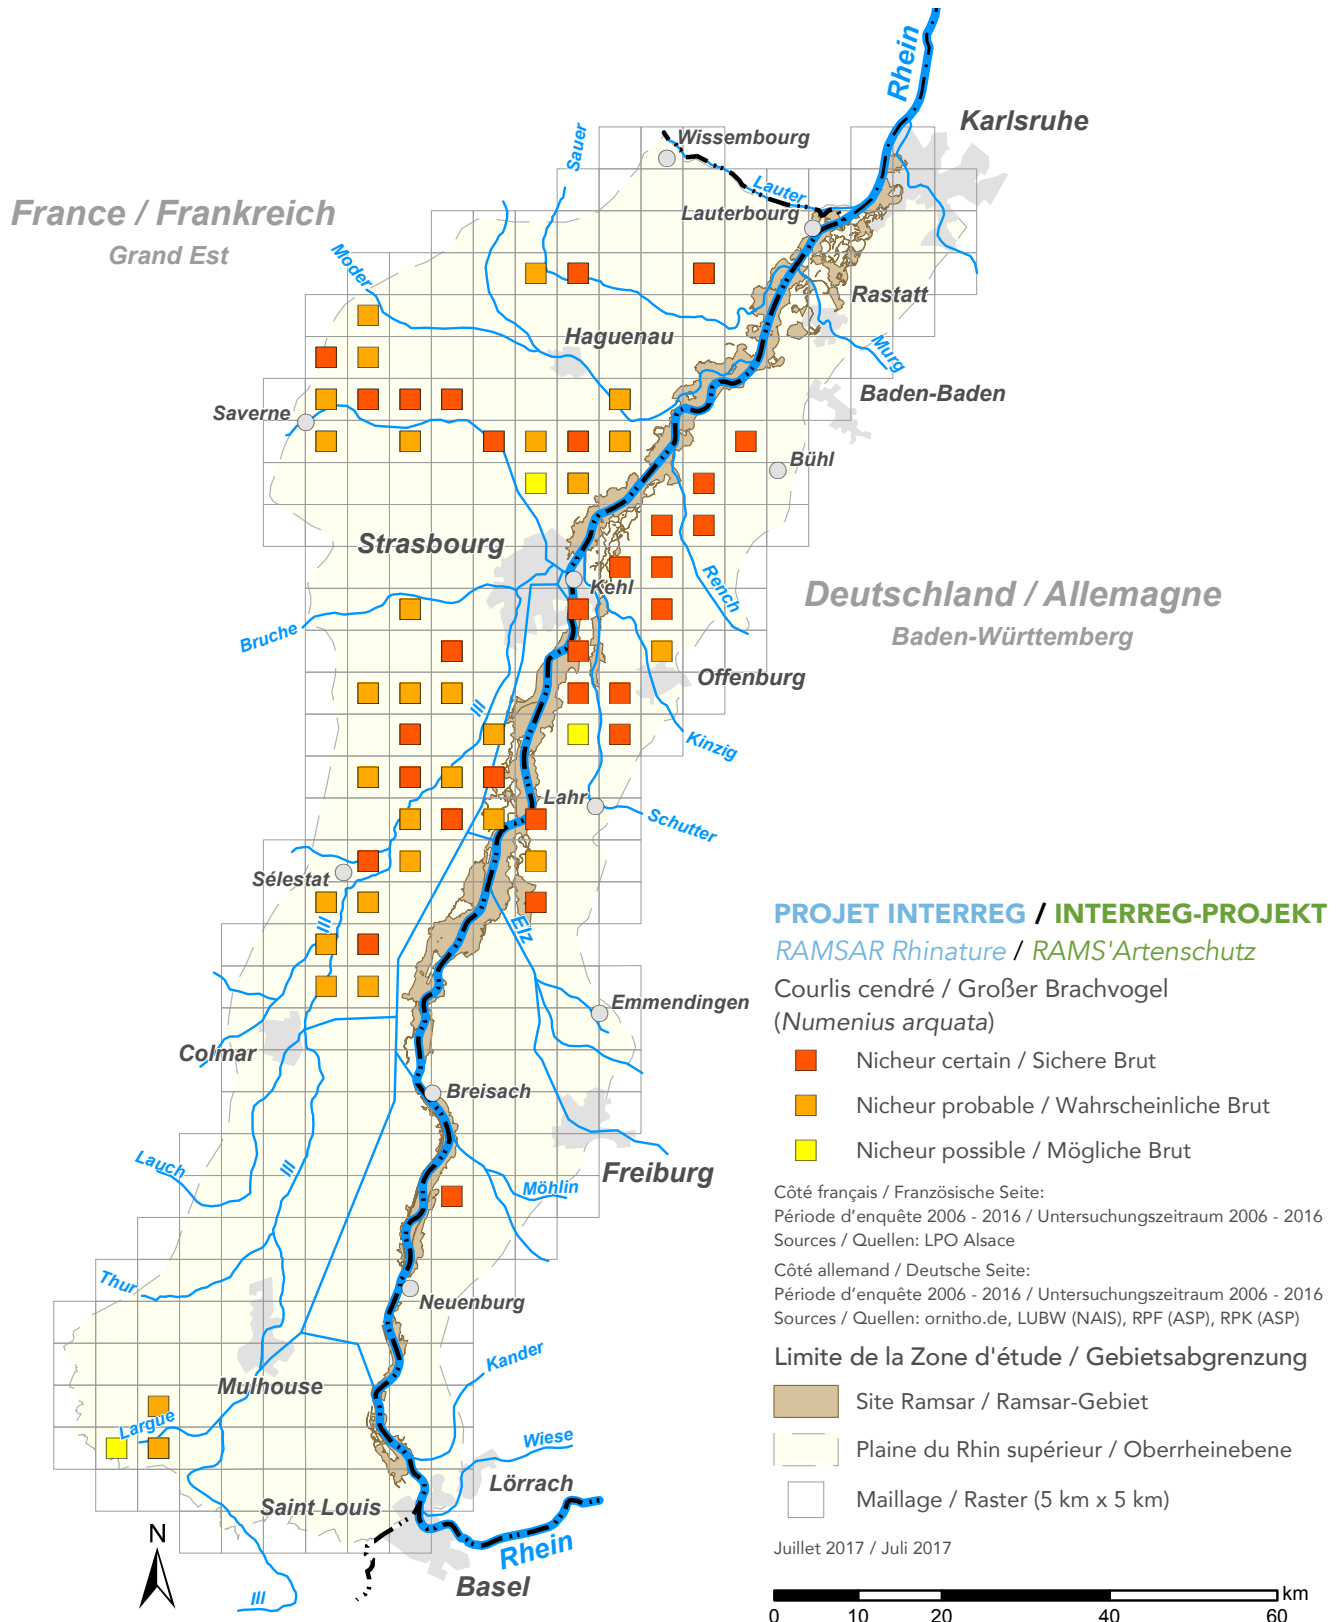 Rhein
Karlsruhe
Wissembourg
Sauer
Lauter
France / Frankreich
Grand Est
Lauterbourg
Moder
Rastatt
Haguenau
Murg
Baden-Baden
Saverne
Bühl
Strasbourg
Kehl
Rench
Deutschland / Allemagne
Baden-Württemberg
Bruche
Offenburg
Ill
Kinzig
Lahr
Schutter
Sélestat
Ill
Elz
Emmendingen
Colmar
Breisach
Freiburg
Lauch
Ill
Möhlin
Thur
Neuenburg
Kander
Mulhouse
Largue
Wiese
Lörrach
Saint Louis
Rhein
Basel
Ill
N
PROJET INTERREG / INTERREG-PROJEKT
RAMSAR Rhinature / RAMS'Artenschutz
Courlis cendré / Großer Brachvogel
(Numenius arquata)
Nicheur certain / Sichere Brut
Nicheur probable / Wahrscheinliche Brut
Nicheur possible / Mögliche Brut
Côté français / Französische Seite:
Période d'enquête 2006 - 2016 / Untersuchungszeitraum 2006 - 2016
Sources / Quellen: LPO Alsace
Côté allemand / Deutsche Seite:
Période d'enquête 2006 - 2016 / Untersuchungszeitraum 2006 - 2016
Sources / Quellen: ornitho.de, LUBW (NAIS), RPF (ASP), RPK (ASP)
Limite de la Zone d'étude / Gebietsabgrenzung
Site Ramsar / Ramsar-Gebiet
Plaine du Rhin supérieur / Oberrheinebene
Maillage / Raster (5 km x 5 km)
Juillet 2017 / Juli 2017
km
0 10 20 40 60